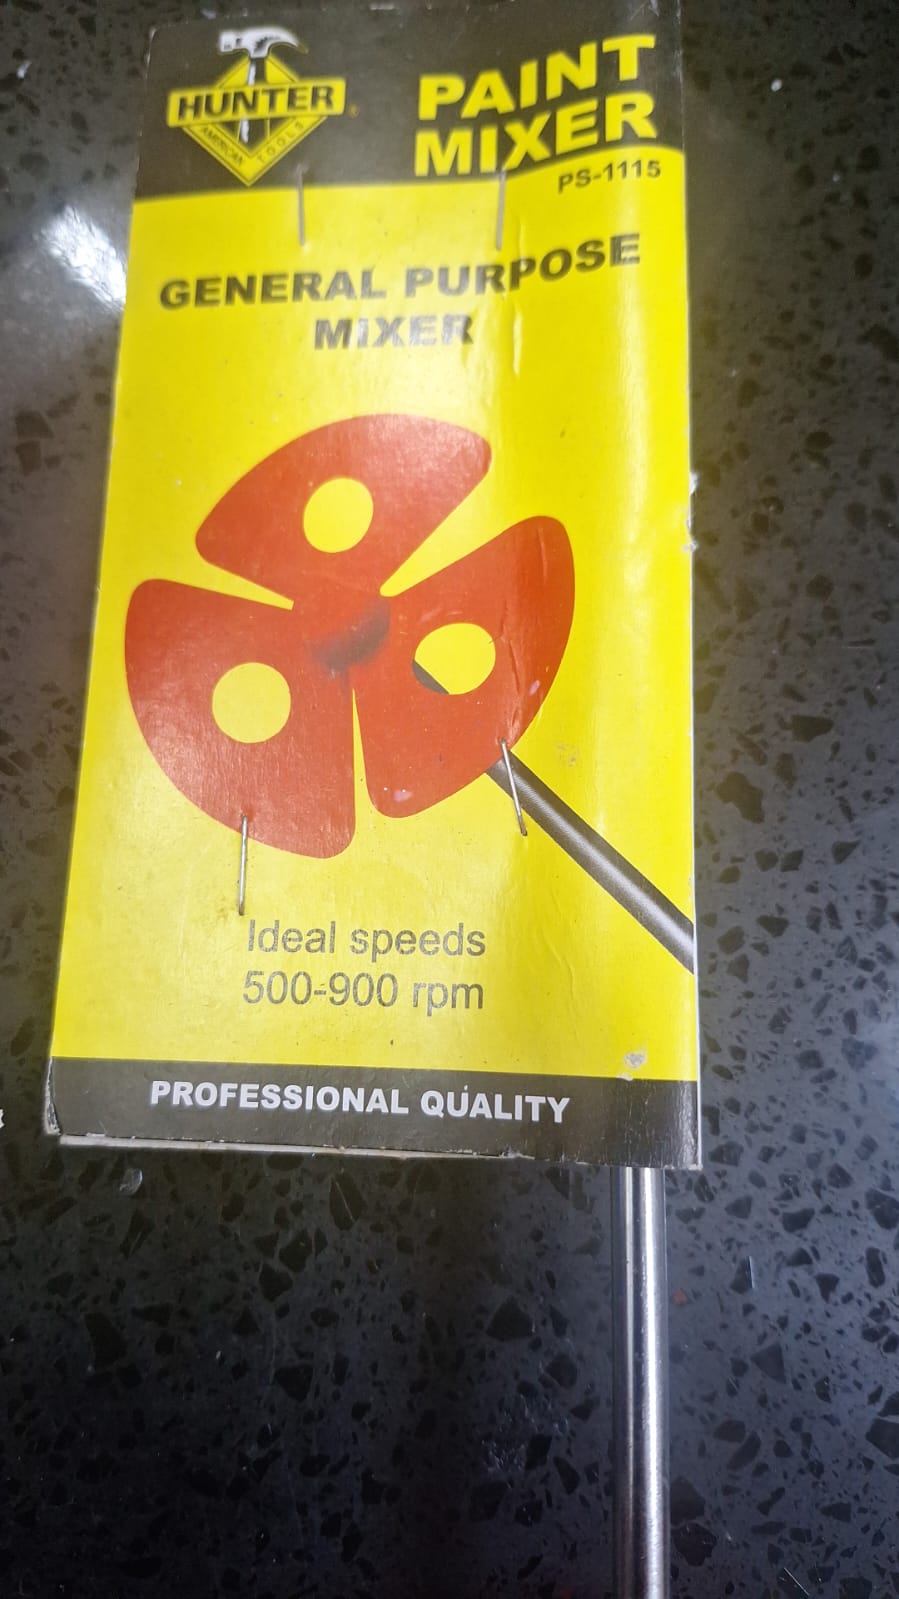 HUNTER
AMERICAN TOOLS
PAINT
MIXER
PS-1115
GENERAL PURPOSE
MIXER
Ideal speeds
500-900 rpm
PROFESSIONAL QUALITY